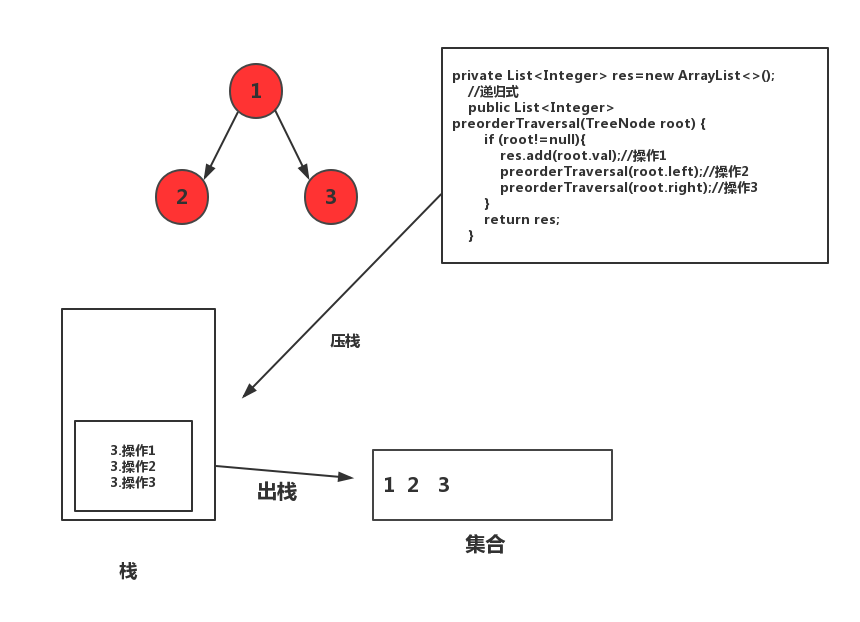 1
2
3
private List<Integer> res=new ArrayList<>();
//递归式
public List<Integer>
preorderTraversal(TreeNode root) {
if (root!=null){
res.add(root.val);//操作1
preorderTraversal(root.left);//操作2
preorderTraversal(root.right);//操作3
}
return res;
}
压栈
3.操作1
3.操作2
3.操作3
出栈
1 2 3
集合
栈